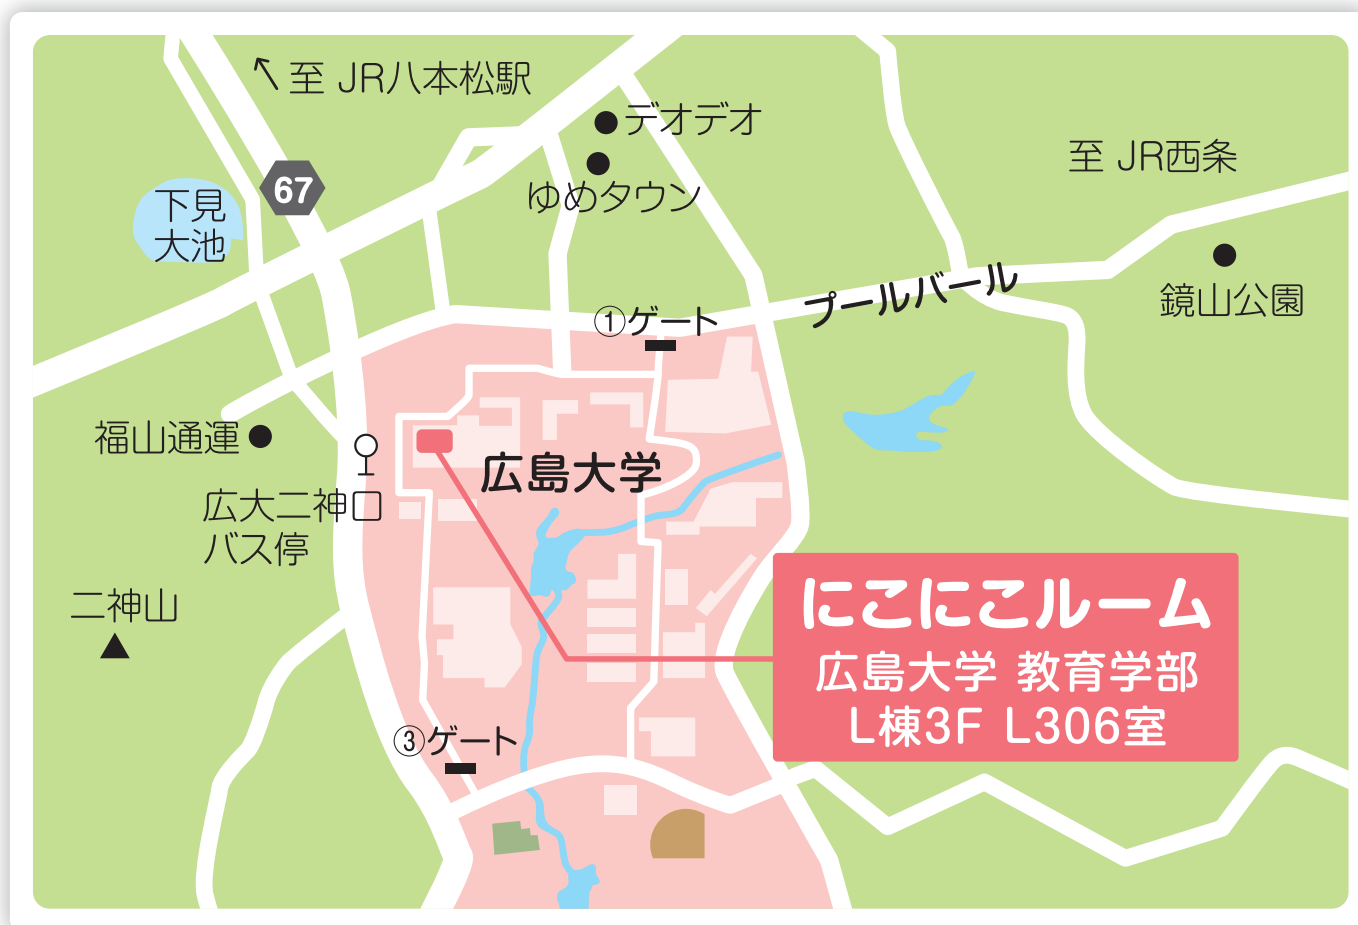 至 JR八本松駅
デオデオ
ゆめタウン
至 JR西条
67
下見
大池
プールバール
鏡山公園
①ゲート
福山通運
広島大学
広大二神口
バス停
二神山
にこにこルーム
広島大学 教育学部
L棟3F L306室
③ゲート